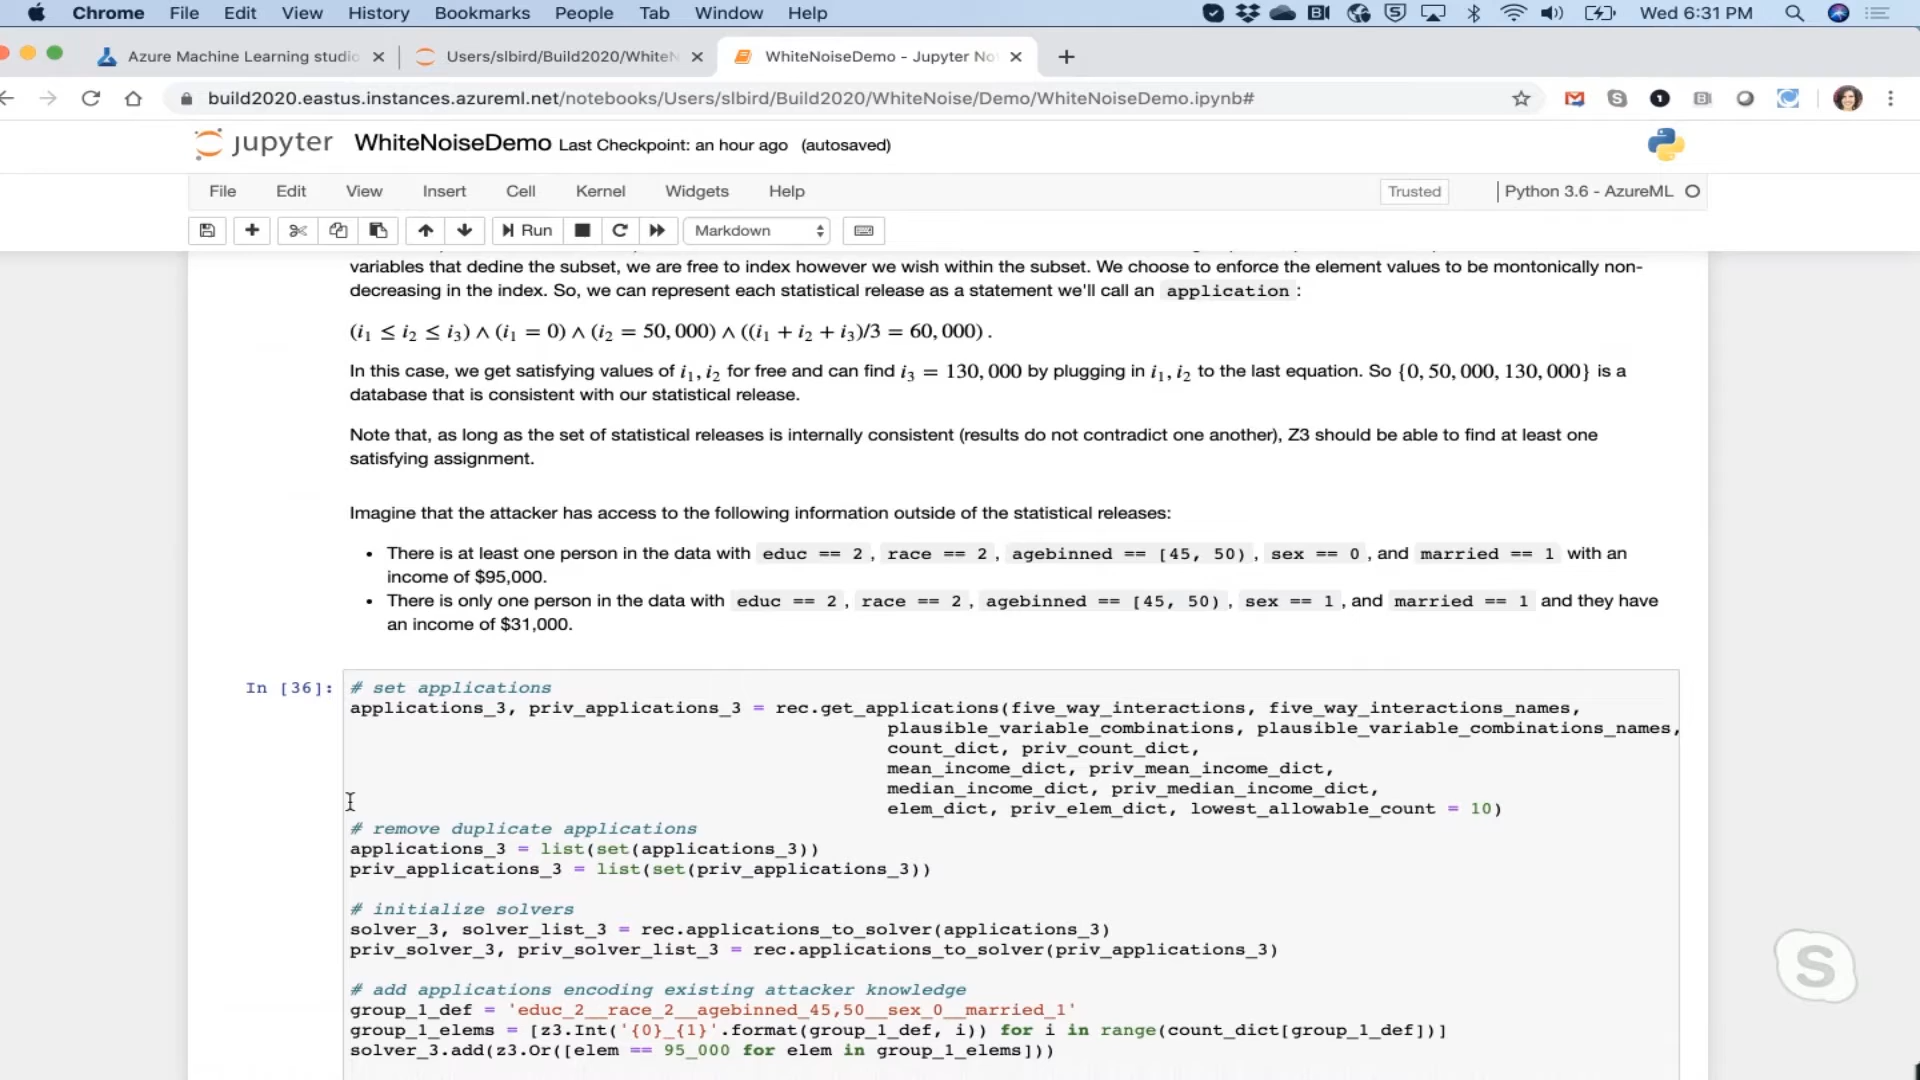 Chrome File Edit View History Bookmarks People Tab Window Help Wed 6:31 PM
Azure Machine Learning studio Users/slbird/Build2020/WhiteN WhiteNoiseDemo - Jupyter No
build2020.eastus.instances.azureml.net/notebooks/Users/slbird/Build2020/WhiteNoise/Demo/WhiteNoiseDemo.ipynb#
jupyter WhiteNoiseDemo Last Checkpoint: an hour ago (autosaved)
File Edit View Insert Cell Kernel Widgets Help Trusted Python 3.6 - AzureML
Run Markdown
variables that dedine the subset, we are free to index however we wish within the subset. We choose to enforce the element values to be montonically non-
decreasing in the index. So, we can represent each statistical release as a statement we'll call an application :
(i₁ ≤ i₂ ≤ i₃) ∧ (i₁ = 0) ∧ (i₂ = 50, 000) ∧ ((i₁ + i₂ + i₃)/3 = 60, 000) .
In this case, we get satisfying values of i₁, i₂ for free and can find i₃ = 130, 000 by plugging in i₁, i₂ to the last equation. So {0, 50, 000, 130, 000} is a
database that is consistent with our statistical release.
Note that, as long as the set of statistical releases is internally consistent (results do not contradict one another), Z3 should be able to find at least one
satisfying assignment.
Imagine that the attacker has access to the following information outside of the statistical releases:
• There is at least one person in the data with educ == 2 , race == 2 , agebinned == [45, 50) , sex == 0 , and married == 1 with an
income of $95,000.
• There is only one person in the data with educ == 2 , race == 2 , agebinned == [45, 50) , sex == 1 , and married == 1 and they have
an income of $31,000.
In [36]: # set applications
applications_3, priv_applications_3 = rec.get_applications(five_way_interactions, five_way_interactions_names,
plausible_variable_combinations, plausible_variable_combinations_names,
count_dict, priv_count_dict,
mean_income_dict, priv_mean_income_dict,
median_income_dict, priv_median_income_dict,
elem_dict, priv_elem_dict, lowest_allowable_count = 10)
# remove duplicate applications
applications_3 = list(set(applications_3))
priv_applications_3 = list(set(priv_applications_3))
# initialize solvers
solver_3, solver_list_3 = rec.applications_to_solver(applications_3)
priv_solver_3, priv_solver_list_3 = rec.applications_to_solver(priv_applications_3)
# add applications encoding existing attacker knowledge
group_1_def = 'educ_2__race_2__agebinned_45,50__sex_0__married_1'
group_1_elems = [z3.Int('{0}_{1}'.format(group_1_def, i)) for i in range(count_dict[group_1_def])]
solver_3.add(z3.Or([elem == 95_000 for elem in group_1_elems]))